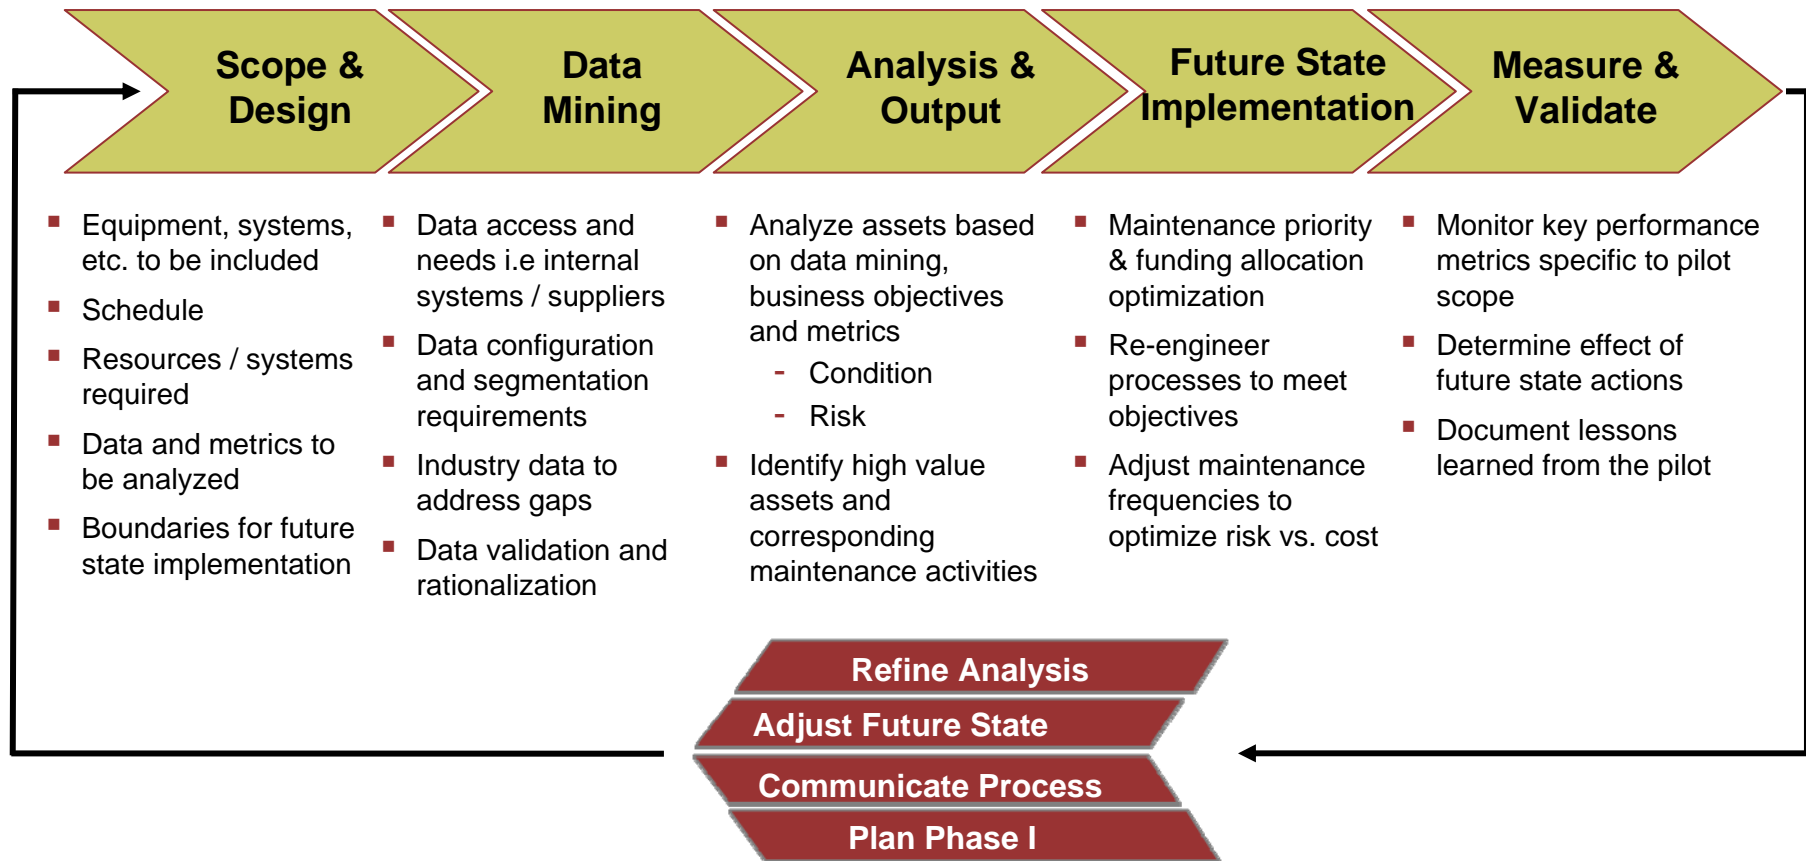 Scope &
Design
Data
Mining
Analysis &
Output
Future State
Implementation
Measure &
Validate
Equipment, systems,
etc. to be included
Schedule
Resources / systems
required
Data and metrics to
be analyzed
Boundaries for future
state implementation
Data access and
needs i.e internal
systems / suppliers
Data configuration
and segmentation
requirements
Industry data to
address gaps
Data validation and
rationalization
Analyze assets based
on data mining,
business objectives
and metrics
- Condition
- Risk
Identify high value
assets and
corresponding
maintenance activities
Maintenance priority
& funding allocation
optimization
Re-engineer
processes to meet
objectives
Adjust maintenance
frequencies to
optimize risk vs. cost
Monitor key performance
metrics specific to pilot
scope
Determine effect of
future state actions
Document lessons
learned from the pilot
Refine Analysis
Adjust Future State
Communicate Process
Plan Phase I